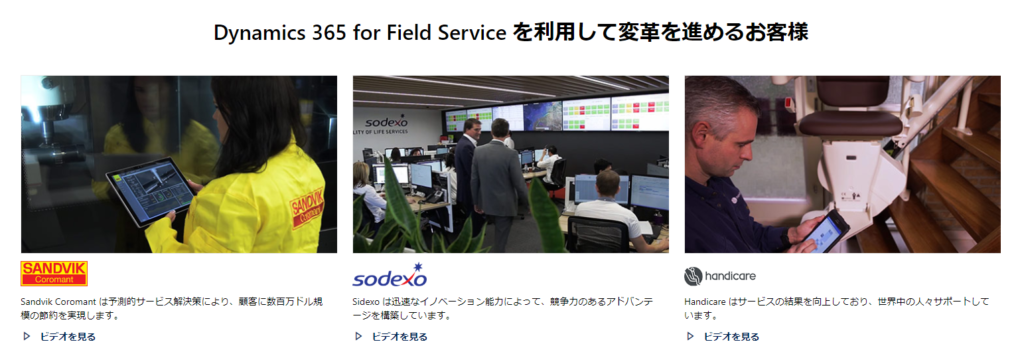 Dynamics 365 for Field Service を利用して変革を進めるお客様
SANDVIK
Coromant
sodexo
LITY OF LIFE SERVICES
SANDVIK
Coromant
sodexo
handicare
Sandvik Coromant は予測的サービス解決策により、顧客に数百万ドル規
模の節約を実現します。
Sidexo は迅速なイノベーション能力によって、競争力のあるアドバンテ
ージを構築しています。
Handicare はサービスの結果を向上しており、世界中の人々サポートして
います。
ビデオを見る
ビデオを見る
ビデオを見る